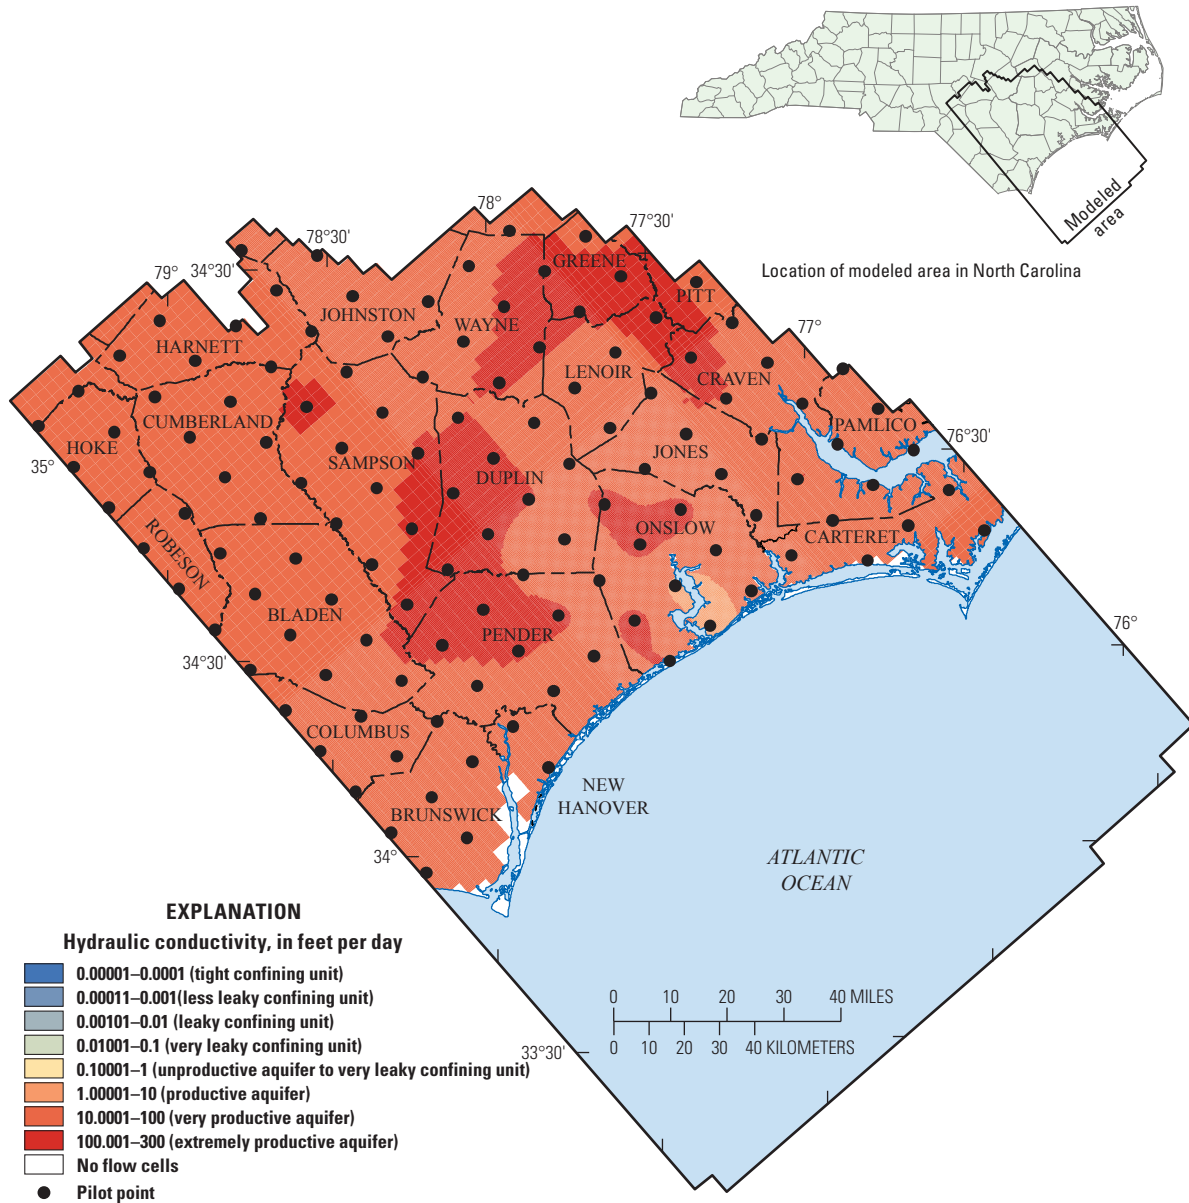 Modeled
area
Location of modeled area in North Carolina
78°
77°30'
78°30'
79°
34°30'
77°
76°30'
35°
76°
34°30'
34°
33°30'
GREENE
PITT
JOHNSTON
WAYNE
HARNETT
LENOIR
CRAVEN
CUMBERLAND
PAMLICO
HOKE
SAMPSON
JONES
DUPLIN
ROBESON
ONSLOW
CARTERET
BLADEN
PENDER
COLUMBUS
NEW
HANOVER
BRUNSWICK
ATLANTIC
OCEAN
EXPLANATION
Hydraulic conductivity, in feet per day
0.00001–0.0001 (tight confining unit)
0.00011–0.001(less leaky confining unit)
0.00101–0.01 (leaky confining unit)
0.01001–0.1 (very leaky confining unit)
0.10001–1 (unproductive aquifer to very leaky confining unit)
1.00001–10 (productive aquifer)
10.0001–100 (very productive aquifer)
100.001–300 (extremely productive aquifer)
No flow cells
Pilot point
0 10 20 30 40 MILES
0 10 20 30 40 KILOMETERS